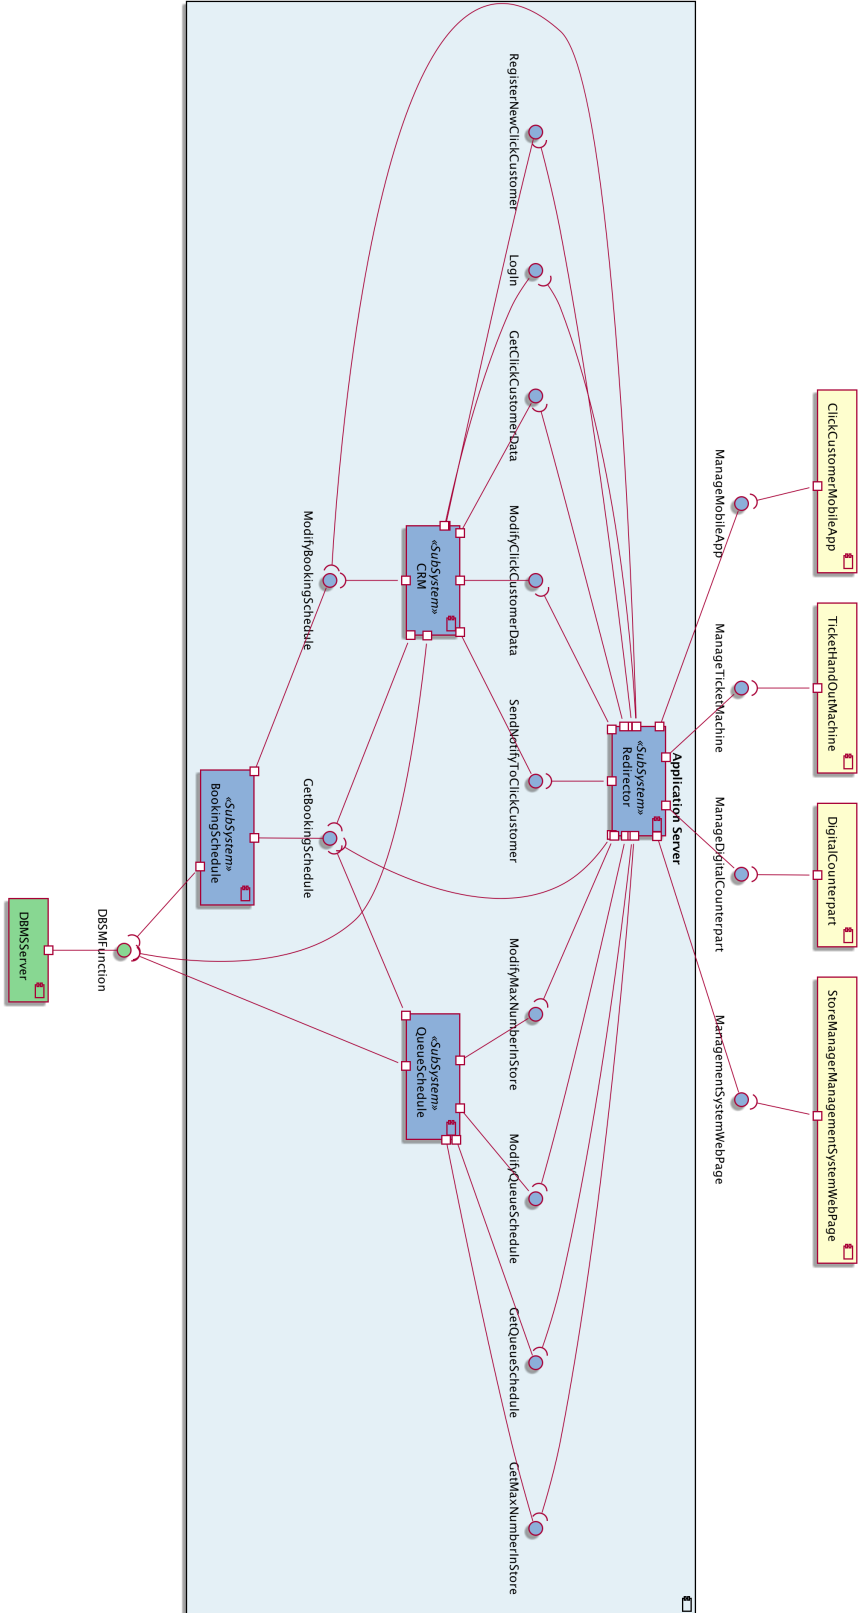 ClickCustomerMobileApp
TicketHandOutMachine
DigitalCounterpart
StoreManagerManagementSystemWebPage
ManageMobileApp
ManageTicketMachine
ManageDigitalCounterpart
ManagementSystemWebPage
Application Server
«SubSystem»
Redirector
RegisterNewClickCustomer
LogIn
GetClickCustomerData
ModifyClickCustomerData
SendNotifyToClickCustomer
ModifyMaxNumberInStore
ModifyQueueSchedule
GetQueueSchedule
GetMaxNumberInStore
«SubSystem»
CRM
«SubSystem»
QueueSchedule
ModifyBookingSchedule
GetBookingSchedule
«SubSystem»
BookingSchedule
DBSMFunction
DBMSServer